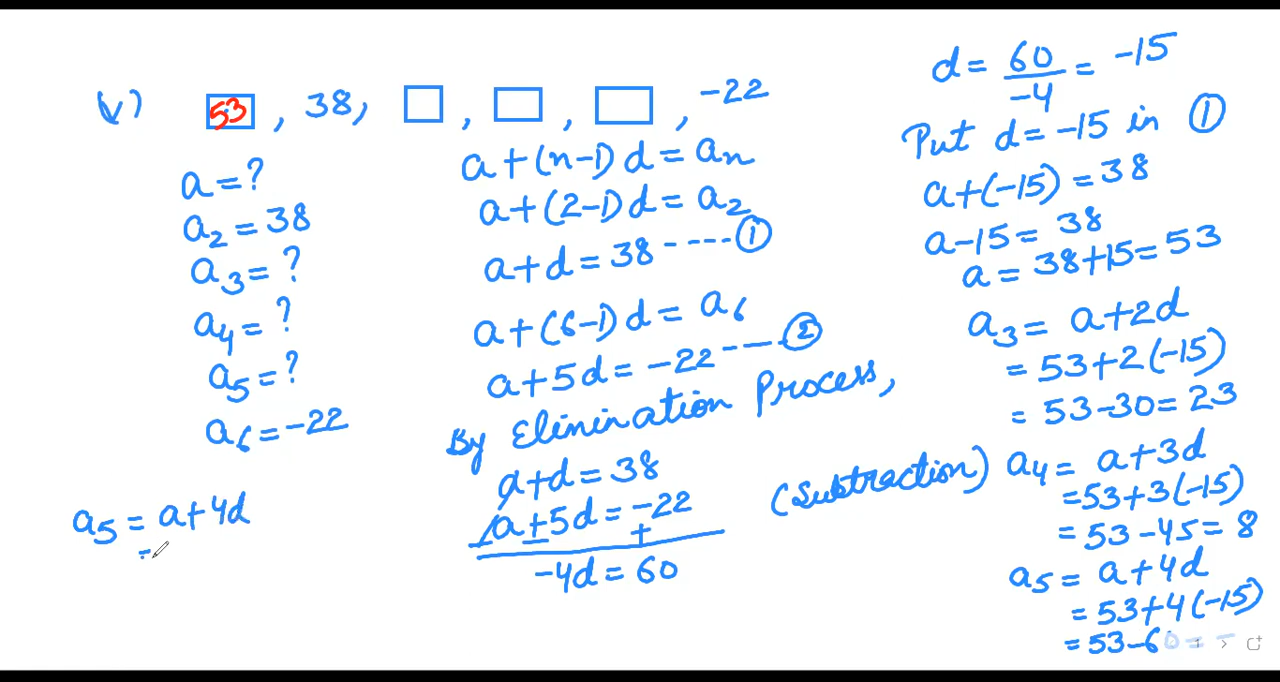 (v) 53 , 38, □ , □ , □ , -22
a = ?
a₂ = 38
a₃ = ?
a₄ = ?
a₅ = ?
a₆ = -22
a₅ = a+4d
=
a+(n-1)d = aₙ
a+(2-1)d = a₂
a+d = 38 ----①
a+(6-1)d = a₆
a+5d = -22 ----②
By Elimination Process,
a+d = 38
a+5d = -22 (Subtraction)
- - +
-4d = 60
d = 60/-4 = -15
Put d = -15 in ①
a+(-15) = 38
a-15 = 38
a = 38+15 = 53
a₃ = a+2d
= 53+2(-15)
= 53-30 = 23
a₄ = a+3d
= 53+3(-15)
= 53-45 = 8
a₅ = a+4d
= 53+4(-15)
= 53-60 = -